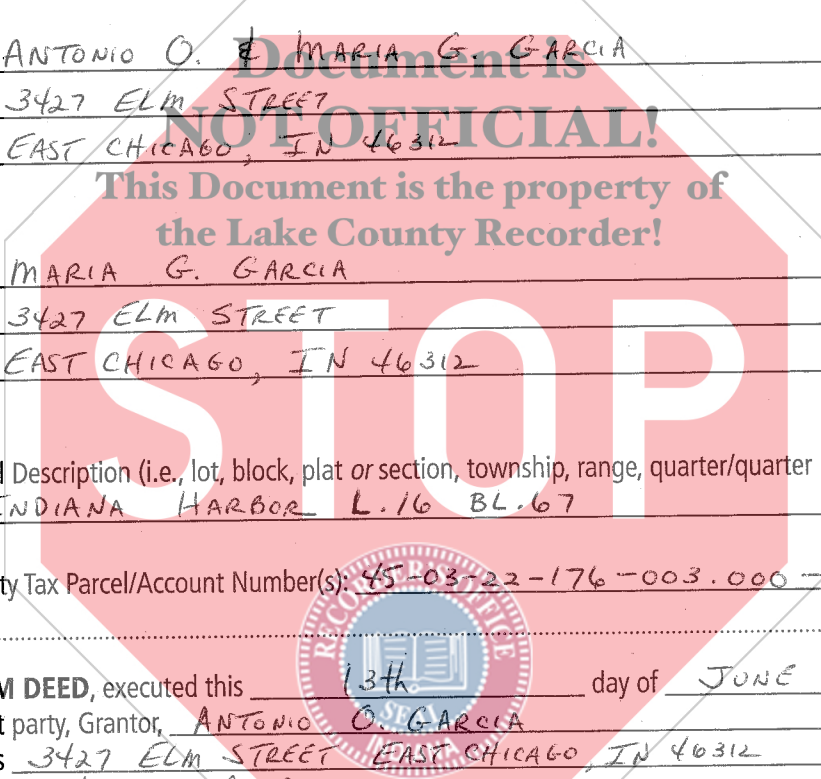 ANTONIO O. & MARIA G. GARCIA
Document is
3427 ELM STREET
NOT OFFICIAL!
EAST CHICAGO, IN 46312
This Document is the property of
the Lake County Recorder!
MARIA G. GARCIA
3427 ELM STREET
EAST CHICAGO, IN 46312
STOP
l Description (i.e., lot, block, plat or section, township, range, quarter/quarter
INDIANA HARBOR L.16 BL.67
ty Tax Parcel/Account Number(s): 45-03-22-176-003.000-
RECORDER'S OFFICE
M DEED, executed this 13th day of JUNE
SEAL
t party, Grantor, ANTONIO O. GARCIA
s 3427 ELM STREET EAST CHICAGO, IN 46312